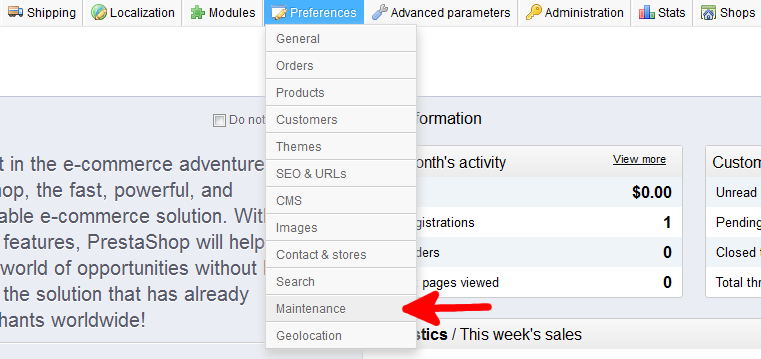 Shipping Localization Modules Preferences Advanced parameters Administration Stats Shops
General
Orders
Products
Customers
Themes
SEO & URLs
CMS
Images
Contact & stores
Search
Maintenance
Geolocation
Do not
formation
t in the e-commerce adventure
hop, the fast, powerful, and
able e-commerce solution. With
features, PrestaShop will help
world of opportunities without
the solution that has already
hants worldwide!
onth's activity View more
$0.00
gistrations 1
ders 0
pages viewed 0
Custom
Unread
Pending
Closed t
Total thr
stics / This week's sales